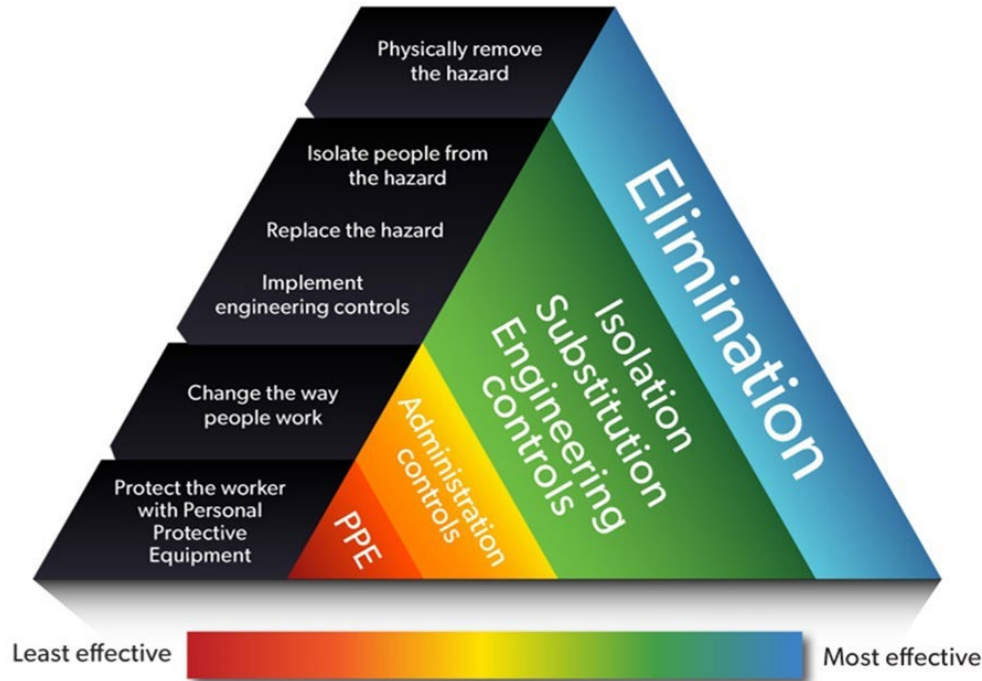 Physically remove
the hazard
Isolate people from
the hazard
Replace the hazard
Implement
engineering controls
Change the way
people work
Protect the worker
with Personal
Protective
Equipment
Elimination
Isolation
Substitution
Engineering
controls
Administration
controls
PPE
Least effective
Most effective